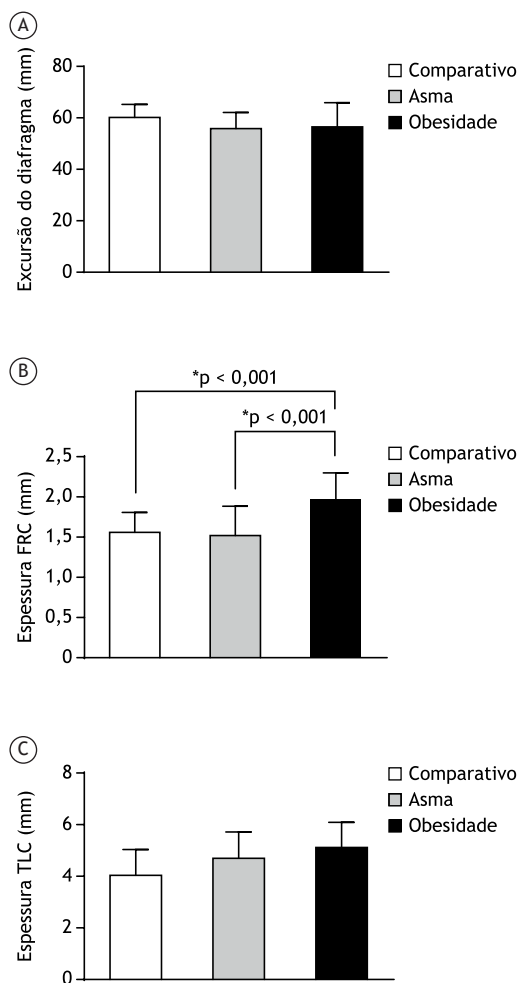 A
Excursão do diafragma (mm)
80
60
40
20
0
Comparativo
Asma
Obesidade
B
*p < 0,001
*p < 0,001
Espessura FRC (mm)
2,5
2,0
1,5
1,0
0,5
0
Comparativo
Asma
Obesidade
C
Espessura TLC (mm)
8
6
4
2
0
Comparativo
Asma
Obesidade